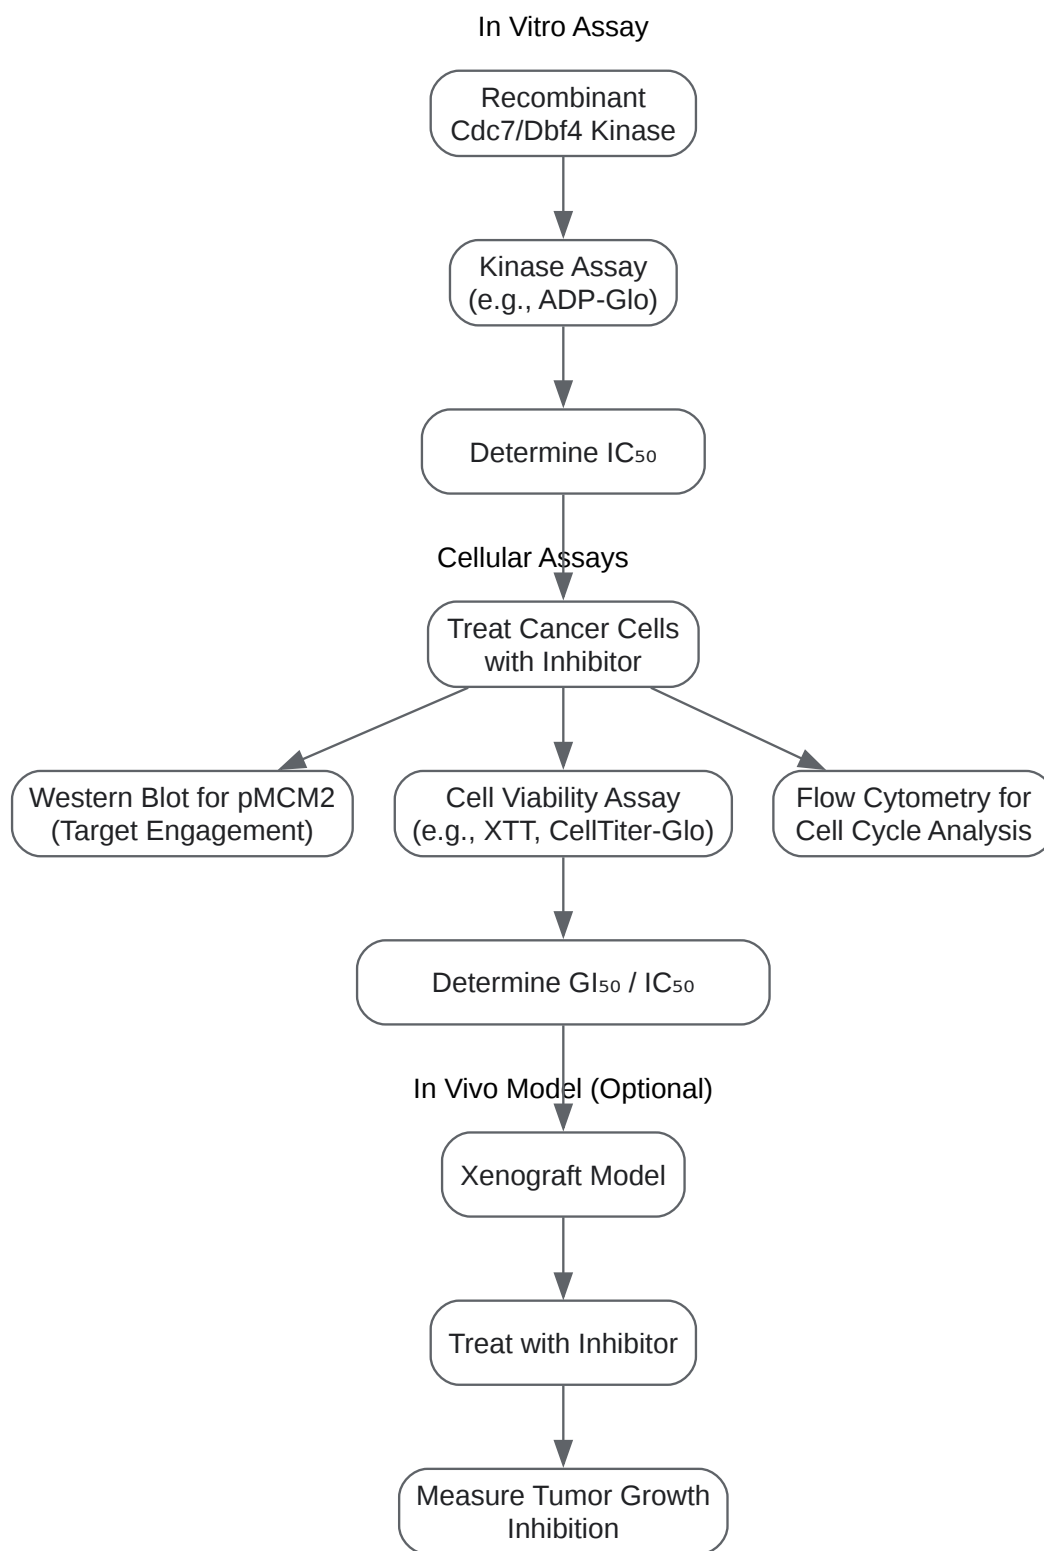 In Vitro Assay
Recombinant
Cdc7/Dbf4 Kinase
Kinase Assay
(e.g., ADP-Glo)
Determine IC₅₀
Cellular Assays
Treat Cancer Cells
with Inhibitor
Western Blot for pMCM2
(Target Engagement)
Cell Viability Assay
(e.g., XTT, CellTiter-Glo)
Flow Cytometry for
Cell Cycle Analysis
Determine GI₅₀ / IC₅₀
In Vivo Model (Optional)
Xenograft Model
Treat with Inhibitor
Measure Tumor Growth
Inhibition